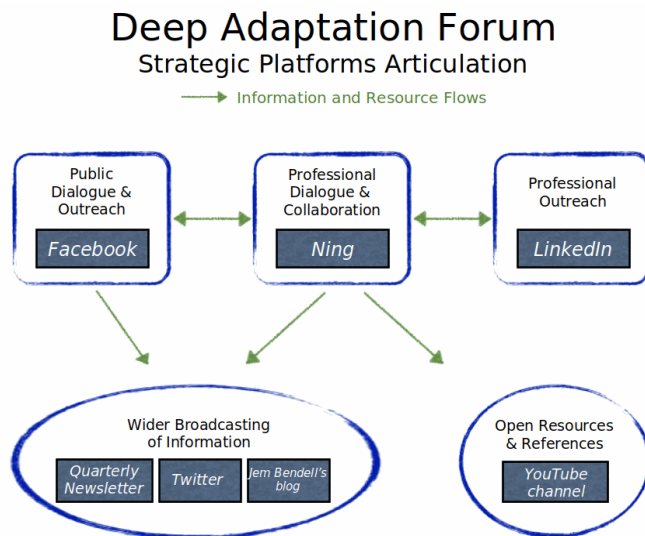 Deep Adaptation Forum
Strategic Platforms Articulation
Information and Resource Flows
Public
Dialogue &
Outreach
Facebook
Professional
Dialogue &
Collaboration
Ning
Professional
Outreach
LinkedIn
Wider Broadcasting
of Information
Quarterly
Newsletter
Twitter
Jem Bendell's
blog
Open Resources
& References
YouTube
channel